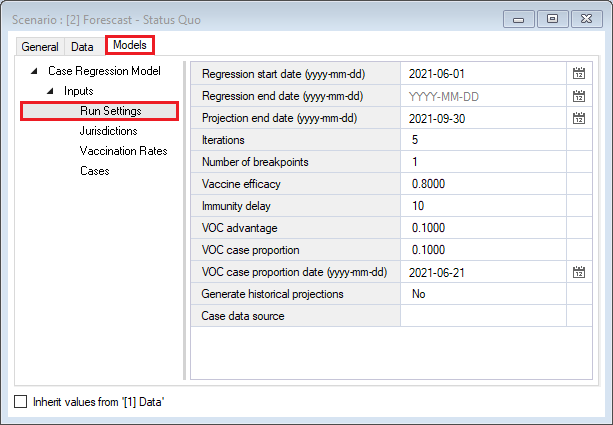 Scenario : [2] Forescast - Status Quo
General Data Models
Case Regression Model
Inputs
Run Settings
Jurisdictions
Vaccination Rates
Cases
Regression start date (yyyy-mm-dd) 2021-06-01
Regression end date (yyyy-mm-dd) YYYY-MM-DD
Projection end date (yyyy-mm-dd) 2021-09-30
Iterations 5
Number of breakpoints 1
Vaccine efficacy 0.8000
Immunity delay 10
VOC advantage 0.1000
VOC case proportion 0.1000
VOC case proportion date (yyyy-mm-dd) 2021-06-21
Generate historical projections No
Case data source
Inherit values from '[1] Data'